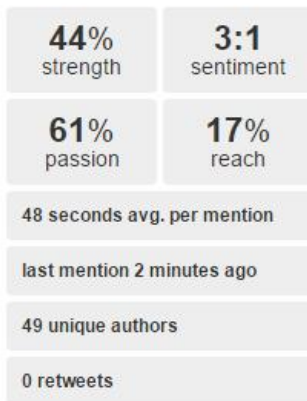 44% 3:1
strength sentiment
61% 17%
passion reach
48 seconds avg. per mention
last mention 2 minutes ago
49 unique authors
0 retweets